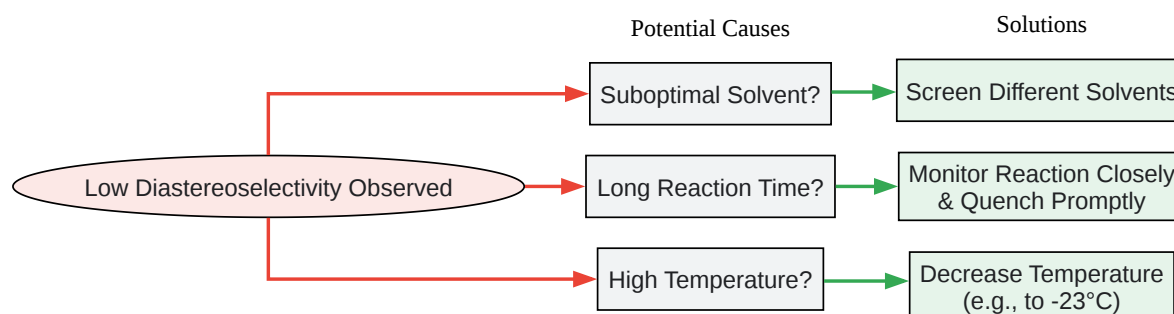 Potential Causes
Solutions
Suboptimal Solvent?
Screen Different Solvents
Low Diastereoselectivity Observed
Long Reaction Time?
Monitor Reaction Closely
& Quench Promptly
High Temperature?
Decrease Temperature
(e.g., to -23°C)